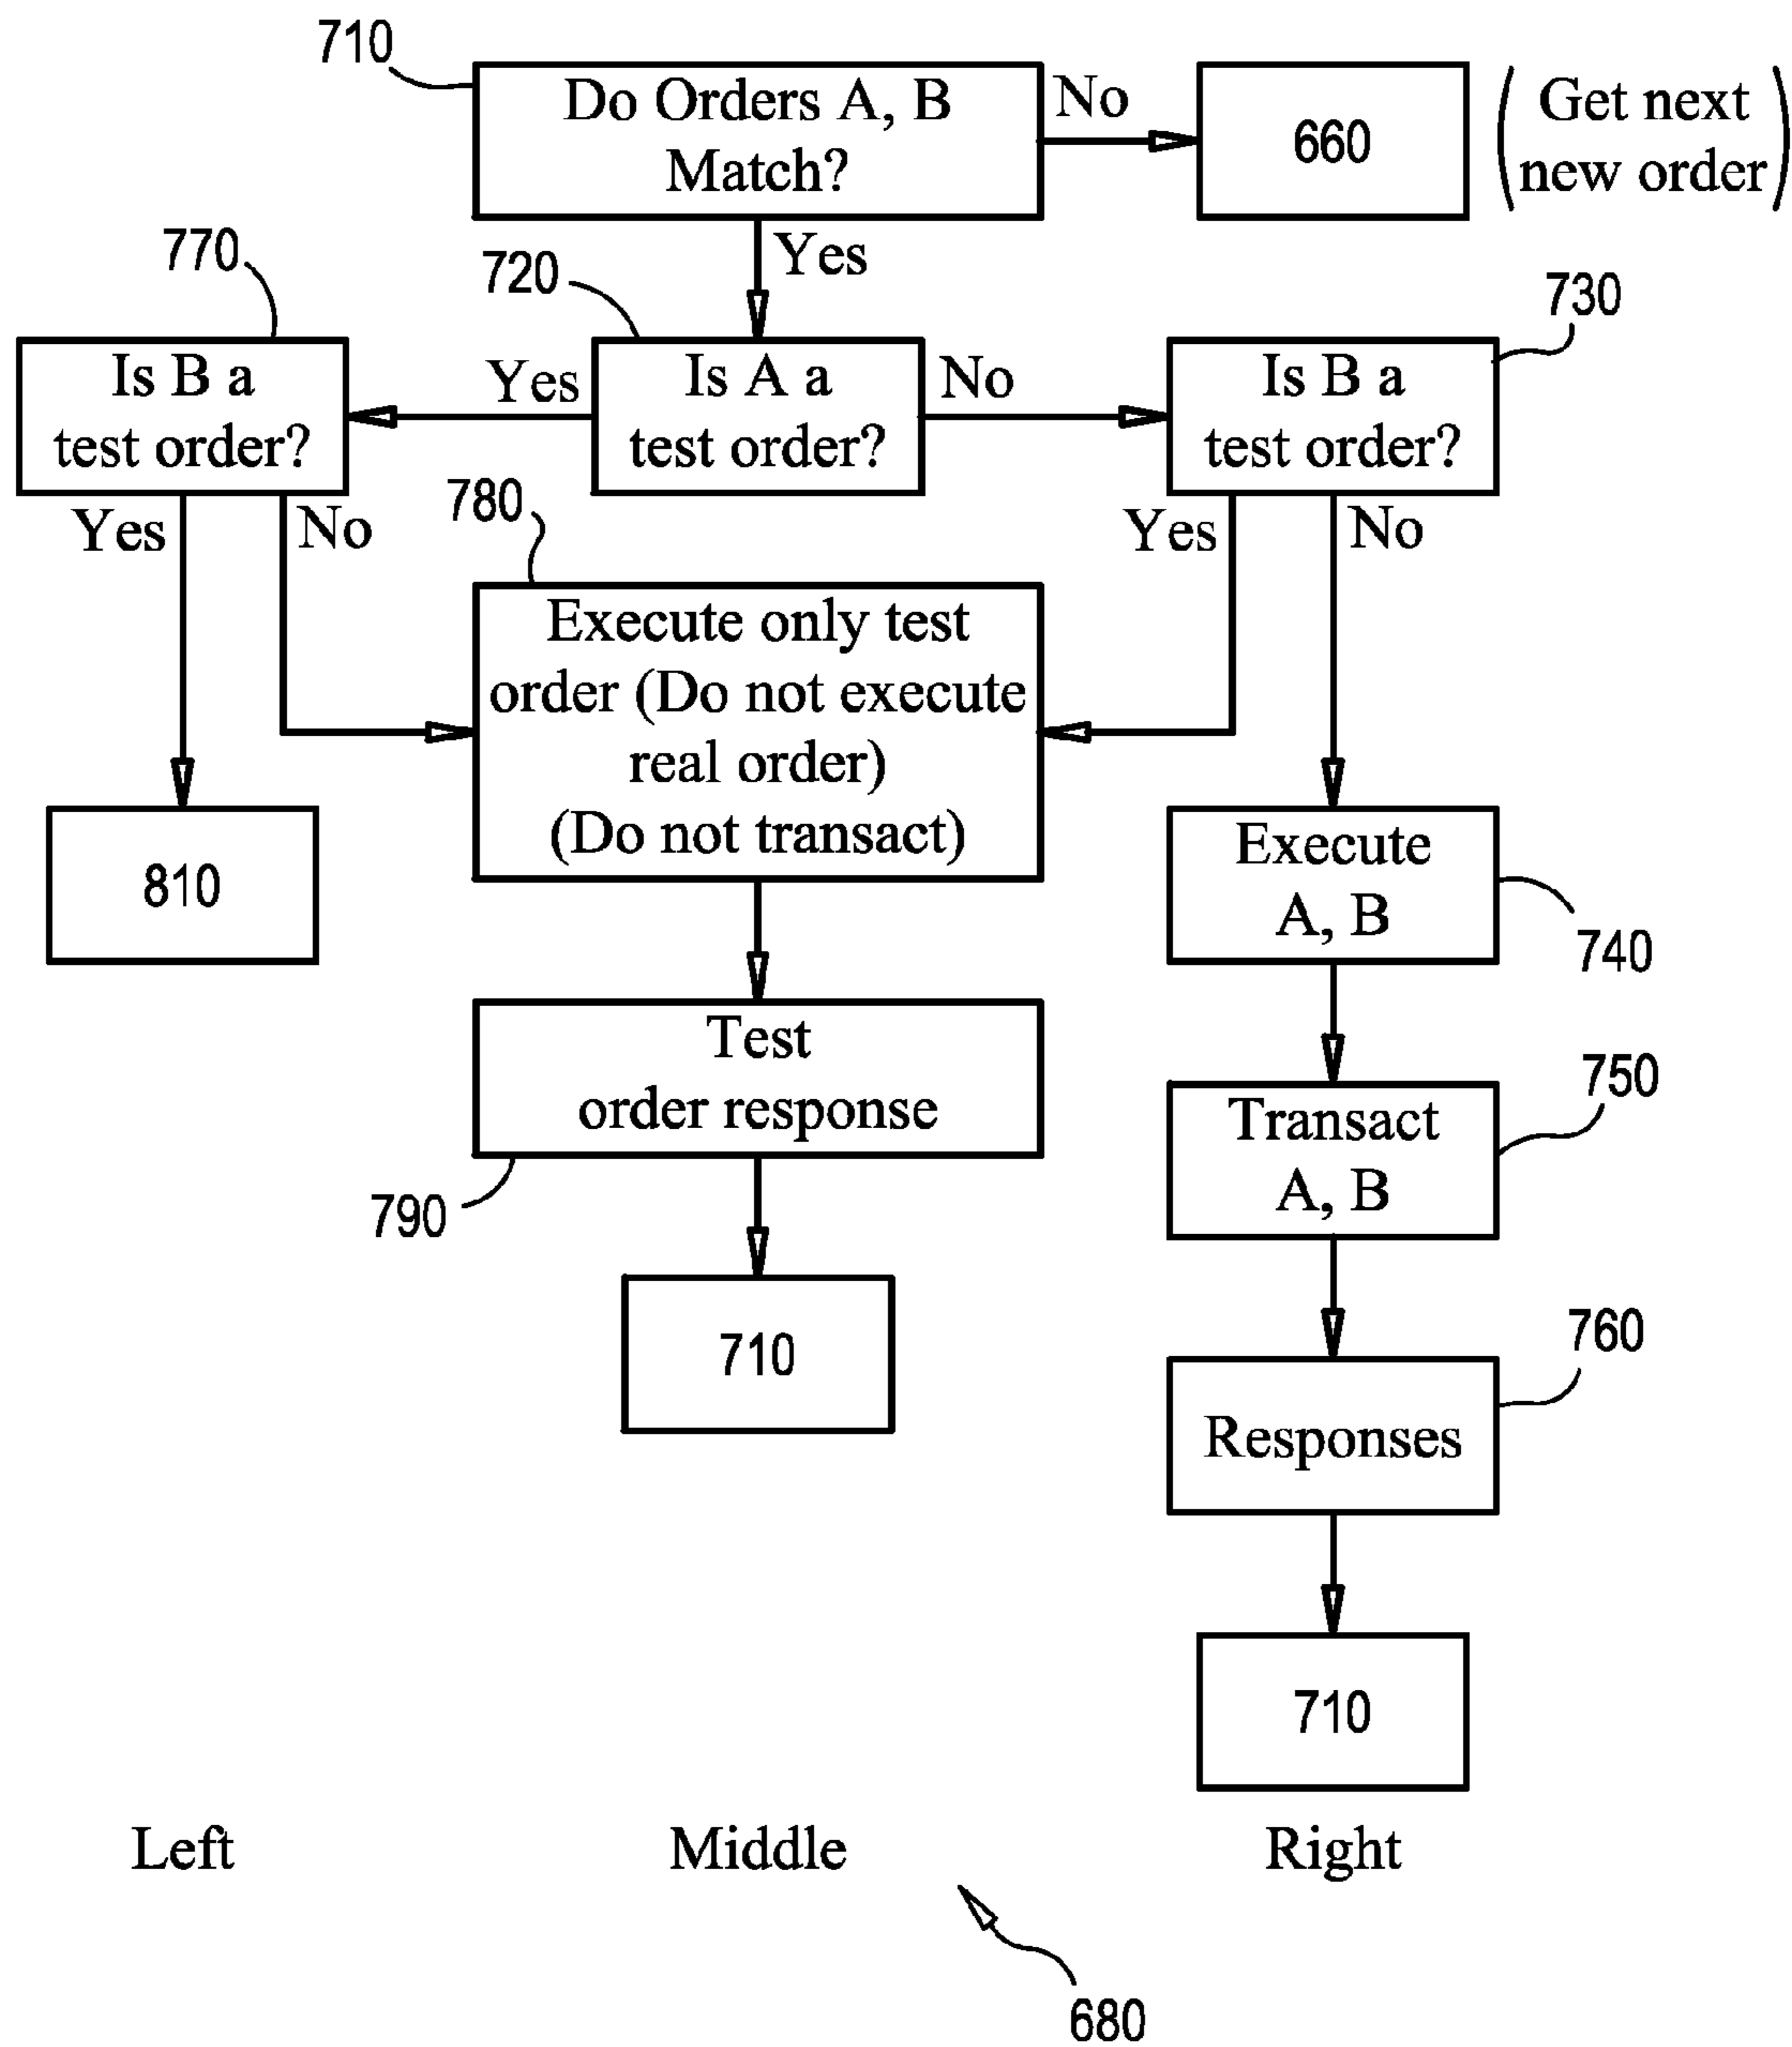 710
Do Orders A, B
Match?
No
660
(Get next
new order)
Yes
770
720
730
Is B a
test order?
Yes
Is A a
test order?
No
Is B a
test order?
Yes
No
780
Yes
No
Execute only test
order (Do not execute
real order)
(Do not transact)
810
Execute
A, B
740
Test
order response
790
Transact
A, B
750
710
760
Responses
710
Left
Middle
Right
680